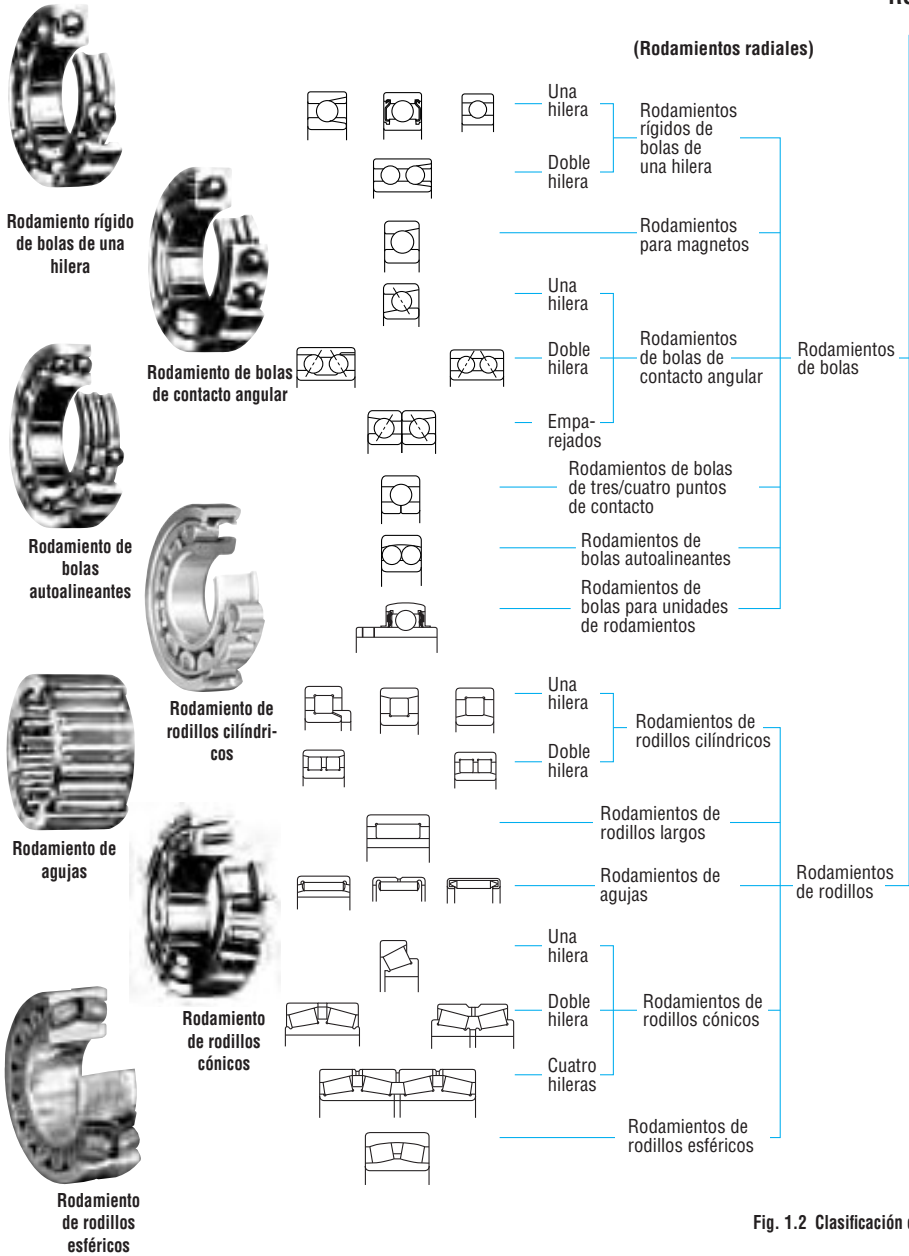 (Rodamientos radiales)
Rodamiento rígido
de bolas de una
hilera
Rodamiento de bolas
de contacto angular
Rodamiento de
bolas
autoalineantes
Rodamiento de
rodillos cilíndri-
cos
Rodamiento de
agujas
Rodamiento
de rodillos
cónicos
Rodamiento
de rodillos
esféricos
Una
hilera
Doble
hilera
Rodamientos
rígidos de
bolas de
una hilera
Rodamientos
para magnetos
Una
hilera
Doble
hilera
Empa-
rejados
Rodamientos
de bolas de
contacto angular
Rodamientos de bolas
de tres/cuatro puntos
de contacto
Rodamientos de
bolas autoalineantes
Rodamientos de
bolas para unidades
de rodamientos
Rodamientos
de bolas
Una
hilera
Doble
hilera
Rodamientos de
rodillos cilíndricos
Rodamientos de
rodillos largos
Rodamientos de
agujas
Una
hilera
Doble
hilera
Cuatro
hileras
Rodamientos de
rodillos cónicos
Rodamientos de
rodillos esféricos
Rodamientos
de rodillos
Fig. 1.2 Clasificación